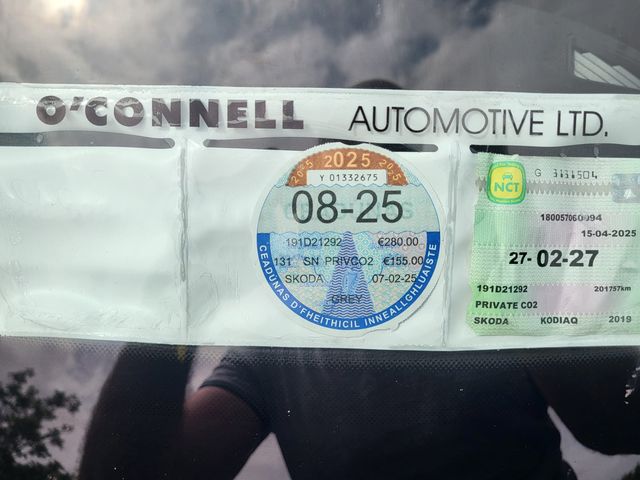 O'CONNELL AUTOMOTIVE LTD.
2025 2025 2025
Y 01332675
08-25
191D21292 €280.00
131 SN PRIVCO2 €155.00
SKODA 07-02-25
GREY
CEADÚNAS D'FHEITHICIL INNEALLGHLUAISTE
NCT
180057060094
15-04-2025
27-02-27
191D21292 201757km
PRIVATE CO2
SKODA KODIAQ 2019